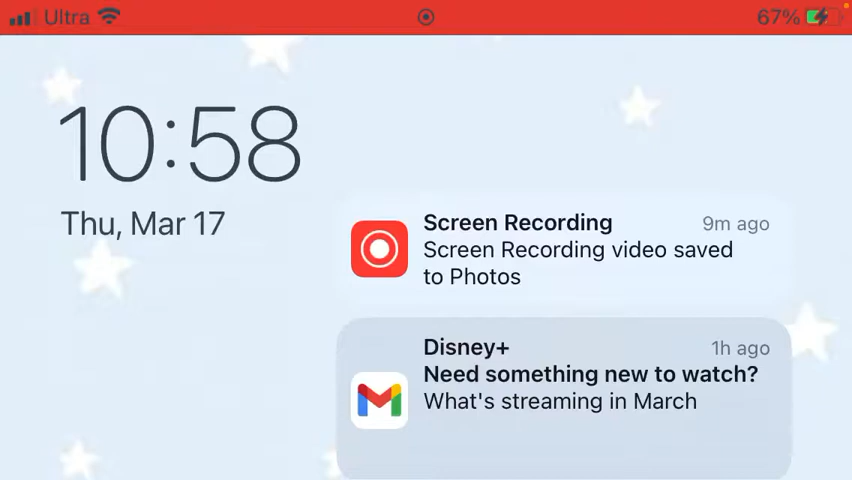 Ultra 67%
10:58
Thu, Mar 17
Screen Recording 9m ago
Screen Recording video saved
to Photos
Disney+ 1h ago
Need something new to watch?
What's streaming in March